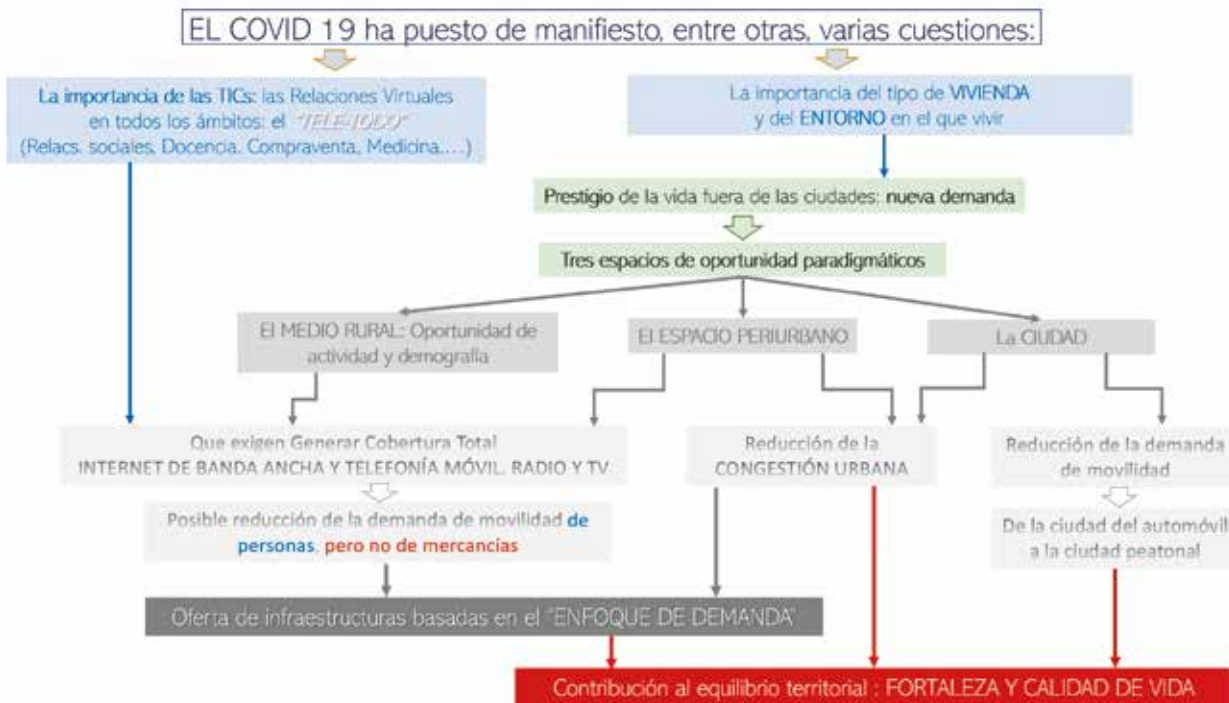 EL COVID 19 ha puesto de manifiesto, entre otras, varias cuestiones:
La importancia de las TICs: las Relaciones Virtuales
en todos los ámbitos: el "TELE-TODO"
(Relacs. sociales, Docencia, Compraventa, Medicina,...)
La importancia del tipo de VIVIENDA
y del ENTORNO en el que vivir
Prestigio de la vida fuera de las ciudades: nueva demanda
Tres espacios de oportunidad paradigmáticos
El MEDIO RURAL: Oportunidad de
actividad y demografía
El ESPACIO PERIURBANO
La CIUDAD
Que exigen Generar Cobertura Total
INTERNET DE BANDA ANCHA Y TELEFONÍA MÓVIL. RADIO Y TV
Reducción de la
CONGESTIÓN URBANA
Reducción de la demanda
de movilidad
Posible reducción de la demanda de movilidad de
personas, pero no de mercancías
De la ciudad del automóvil
a la ciudad peatonal
Oferta de infraestructuras basadas en el "ENFOQUE DE DEMANDA"
Contribución al equilibrio territorial : FORTALEZA Y CALIDAD DE VIDA